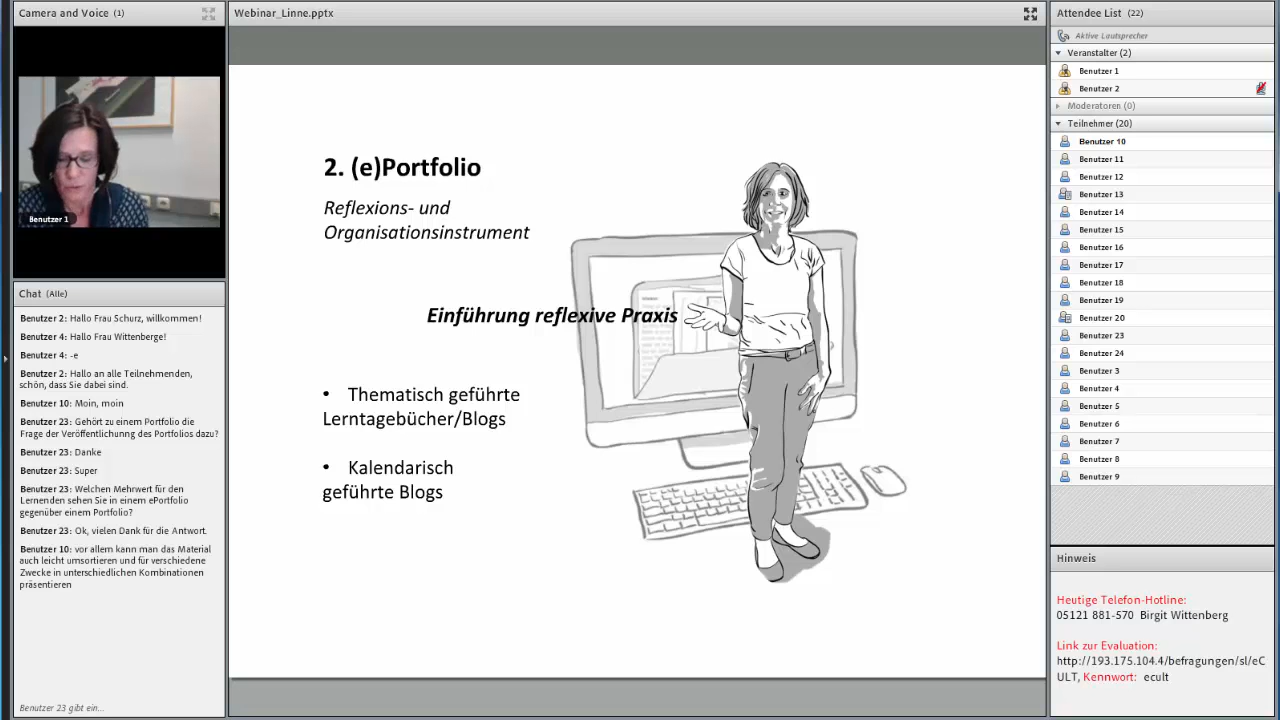 Camera and Voice (1)
Benutzer 1
Chat (Alle)
Benutzer 2: Hallo Frau Schurz, willkommen!
Benutzer 4: Hallo Frau Wittenberge!
Benutzer 4: -e
Benutzer 2: Hallo an alle Teilnehmenden,
schön, dass Sie dabei sind.
Benutzer 10: Moin, moin
Benutzer 23: Gehört zu einem Portfolio die
Frage der Veröffentlichunng des Portfolios dazu?
Benutzer 23: Danke
Benutzer 23: Super
Benutzer 23: Welchen Mehrwert für den
Lernenden sehen Sie in einem ePortfolio
gegenüber einem Portfolio?
Benutzer 23: Ok, vielen Dank für die Antwort.
Benutzer 10: vor allem kann man das Material
auch leicht umsortieren und für verschiedene
Zwecke in unterschiedlichen Kombinationen
präsentieren
Benutzer 23 gibt ein...
Webinar_Linne.pptx
2. (e)Portfolio
Reflexions- und
Organisationsinstrument
Einführung reflexive Praxis
• Thematisch geführte
Lerntagebücher/Blogs
• Kalendarisch
geführte Blogs
Attendee List (22)
Aktive Lautsprecher
Veranstalter (2)
Benutzer 1
Benutzer 2
Moderatoren (0)
Teilnehmer (20)
Benutzer 10
Benutzer 11
Benutzer 12
Benutzer 13
Benutzer 14
Benutzer 15
Benutzer 16
Benutzer 17
Benutzer 18
Benutzer 19
Benutzer 20
Benutzer 23
Benutzer 24
Benutzer 3
Benutzer 4
Benutzer 5
Benutzer 6
Benutzer 7
Benutzer 8
Benutzer 9
Hinweis
Heutige Telefon-Hotline:
05121 881-570 Birgit Wittenberg
Link zur Evaluation:
http://193.175.104.4/befragungen/sl/eC
ULT, Kennwort: ecult